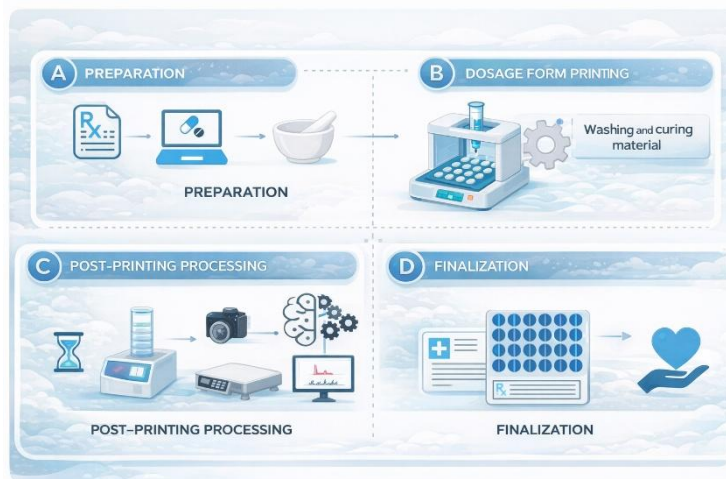 A PREPARATION
Rx
PREPARATION
B DOSAGE FORM PRINTING
Washing and curing
material
C POST-PRINTING PROCESSING
POST–PRINTING PROCESSING
D FINALIZATION
Rx
FINALIZATION